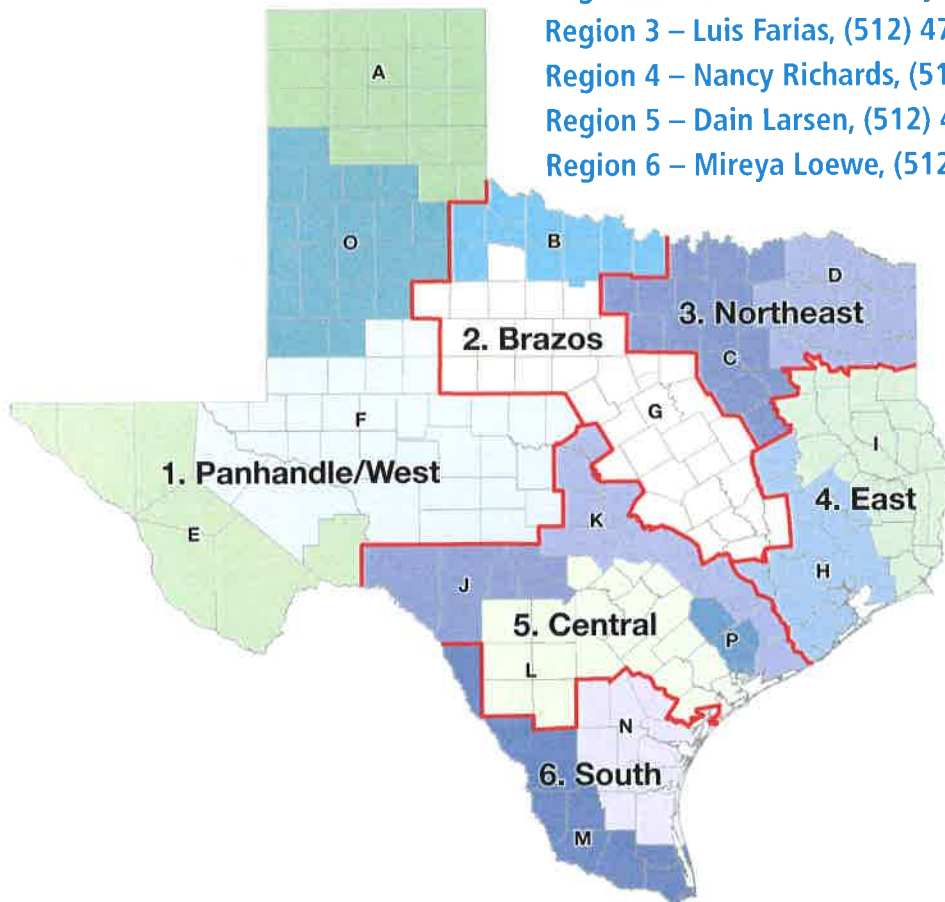 Region 3 – Luis Farias, (512) 47
Region 4 – Nancy Richards, (51
Region 5 – Dain Larsen, (512) 4
Region 6 – Mireya Loewe, (512
A
O
B
D
3. Northeast
2. Brazos
C
G
F
I
1. Panhandle/West
4. East
E
K
H
J
5. Central
P
L
N
6. South
M